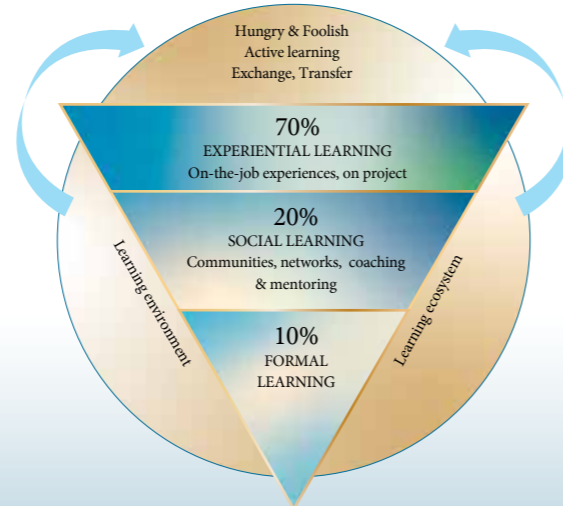 Hungry & Foolish
Active learning
Exchange, Transfer
70%
EXPERIENTIAL LEARNING
On-the-job experiences, on project
20%
SOCIAL LEARNING
Communities, networks, coaching
& mentoring
10%
FORMAL
LEARNING
Learning environment
Learning ecosystem